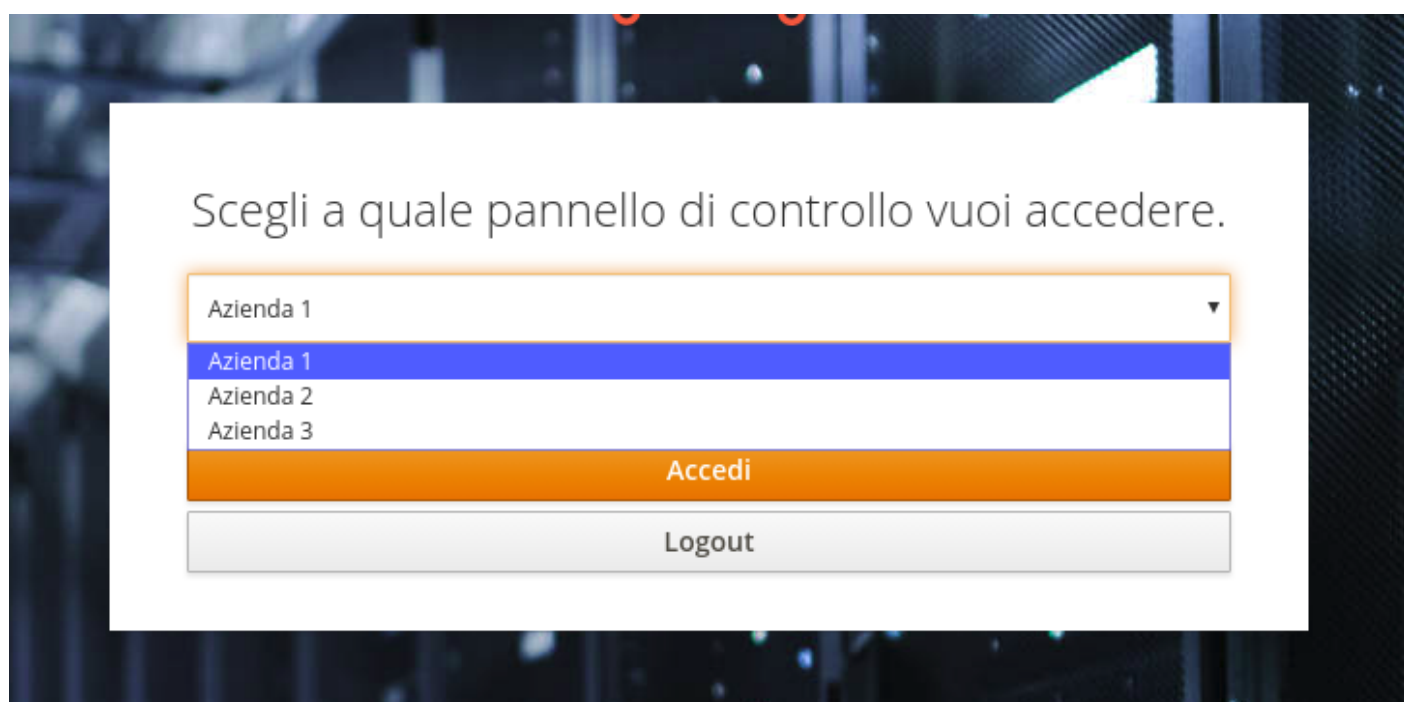 Scegli a quale pannello di controllo vuoi accedere.
Azienda 1
Azienda 1
Azienda 2
Azienda 3
Accedi
Logout